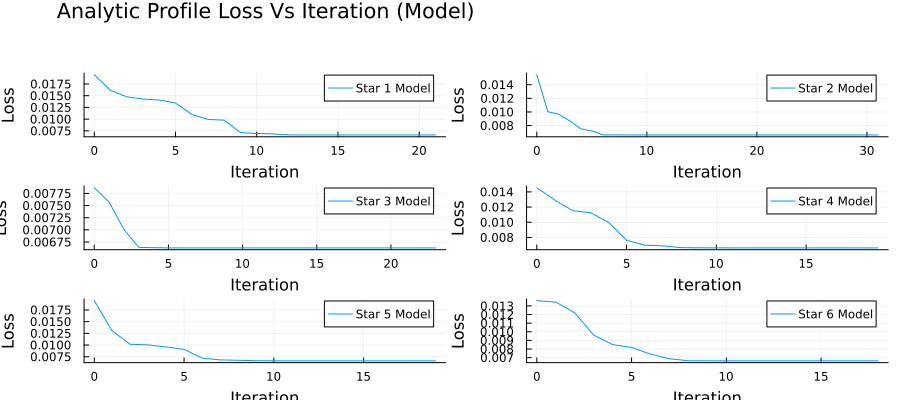 Analytic Profile Loss Vs Iteration (Model)
Loss
0.0175
0.0150
0.0100
0.0125
0.0075
Star 1 Model
0 5 10 15 20
Iteration
Loss
0.014
0.012
0.010
0.008
Star 2 Model
0 10 20 30
Iteration
Loss
0.00775
0.00750
0.00725
0.00700
0.00675
Star 3 Model
0 5 10 15 20
Iteration
Loss
0.014
0.012
0.010
0.008
Star 4 Model
0 5 10 15
Iteration
Loss
0.0175
0.0150
0.0125
0.0100
0.0075
Star 5 Model
0 5 10 15
Iteration
Loss
0.013
0.012
0.011
0.010
0.009
0.008
0.007
Star 6 Model
0 5 10 15
Iteration